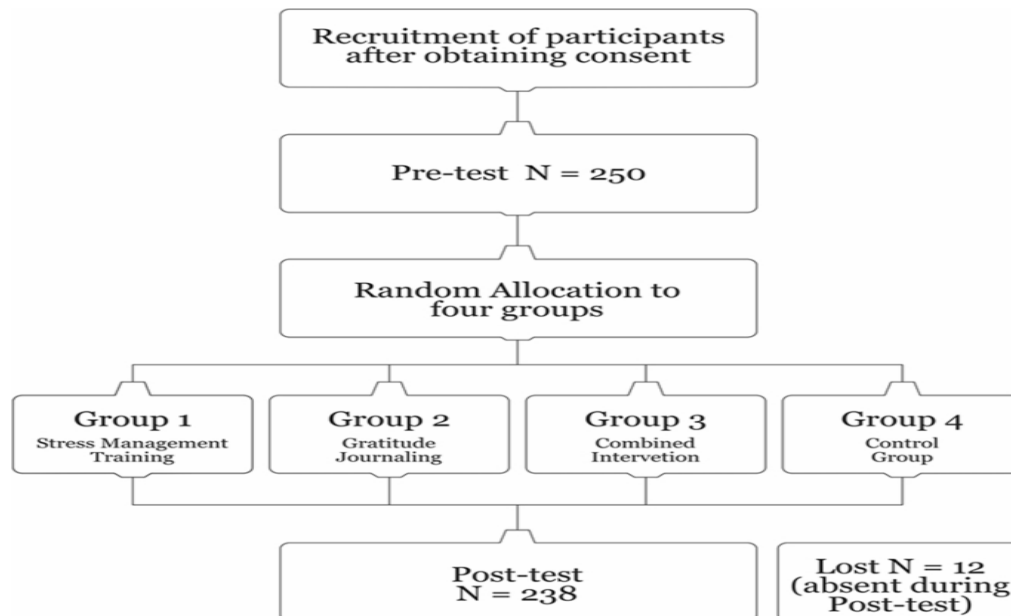 Recruitment of participants
after obtaining consent
Pre-test N = 250
Random Allocation to
four groups
Group 1
Stress Management
Training
Group 2
Gratitude
Journaling
Group 3
Combined
Intervetion
Group 4
Control
Group
Post-test
N = 238
Lost N = 12
(absent during
Post-test)